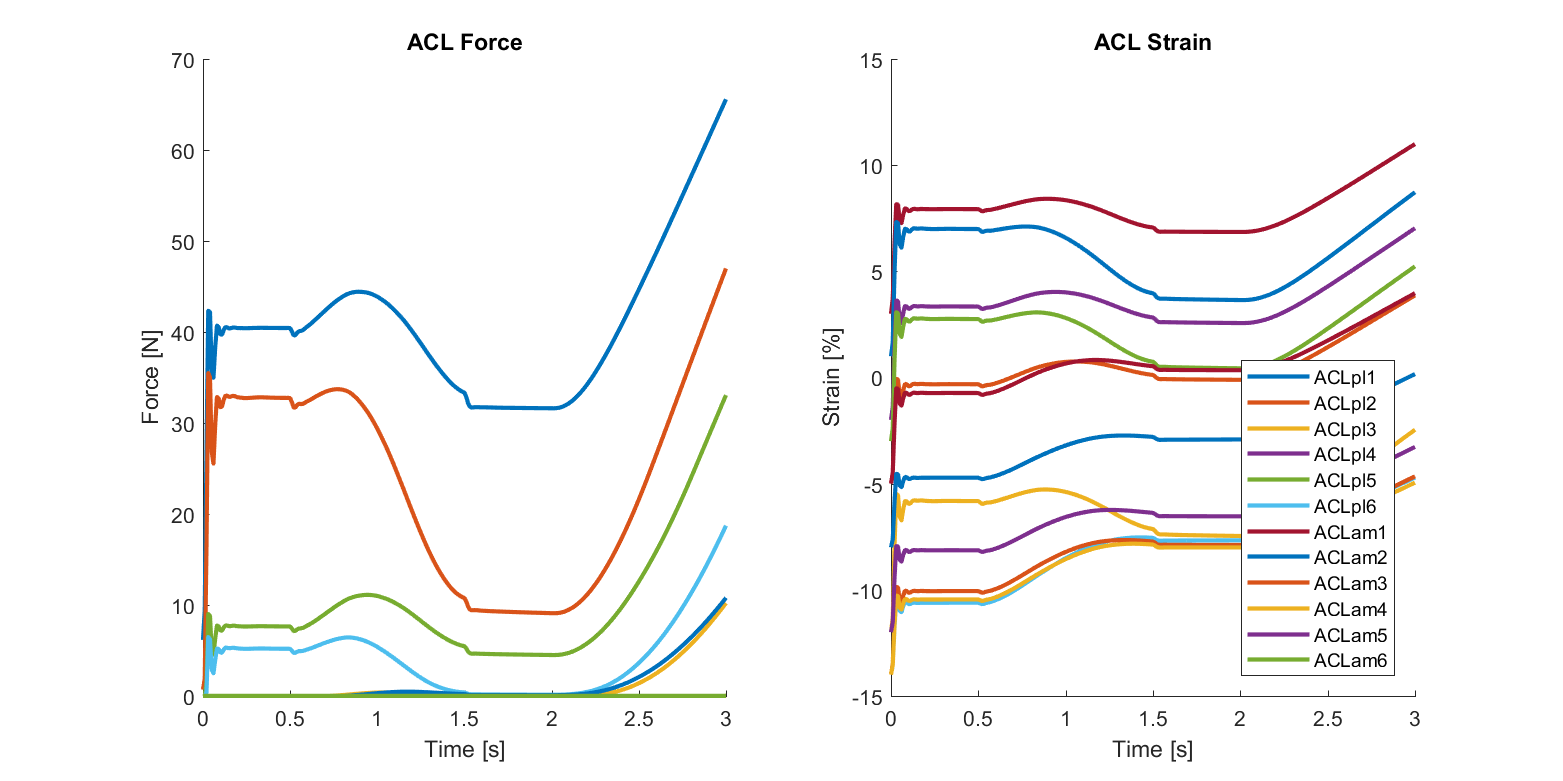 ACL Force
70
60
50
40
30
20
10
0
Force [N]
0 0.5 1 1.5 2 2.5 3
Time [s]
ACL Strain
15
10
5
0
-5
-10
-15
Strain [%]
0 0.5 1 1.5 2 2.5 3
Time [s]
ACLpl1
ACLpl2
ACLpl3
ACLpl4
ACLpl5
ACLpl6
ACLam1
ACLam2
ACLam3
ACLam4
ACLam5
ACLam6